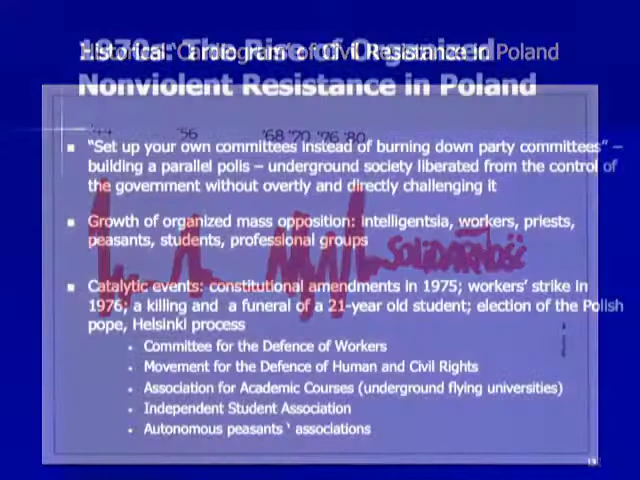 Historical "Cardiogram" of Civil Resistance in Poland
1970s: The Rise of Organized
Nonviolent Resistance in Poland
'44 '56 '68 '70 '76 '80
"Set up your own committees instead of burning down party committees" –
building a parallel polis – underground society liberated from the control of
the government without overtly and directly challenging it
Growth of organized mass opposition: intelligentsia, workers, priests,
peasants, students, professional groups
SOLIDARNOŚĆ
Catalytic events: constitutional amendments in 1975; workers' strike in
1976; a killing and a funeral of a 21-year old student; election of the Polish
pope, Helsinki process
Committee for the Defence of Workers
Movement for the Defence of Human and Civil Rights
Association for Academic Courses (underground flying universities)
Independent Student Association
Autonomous peasants ' associations